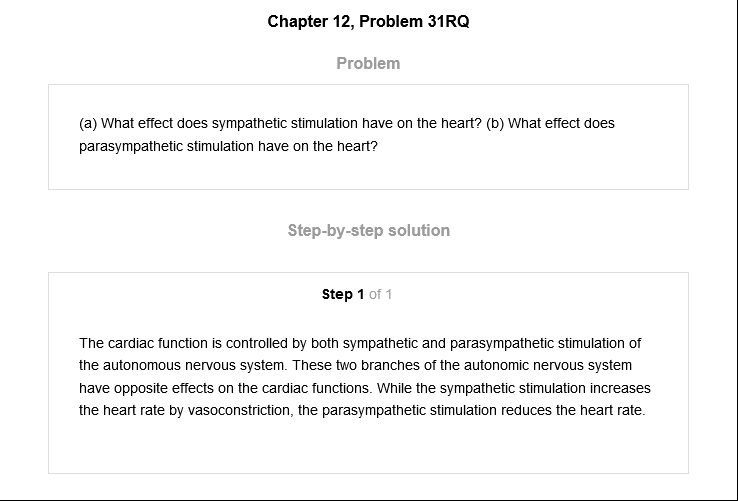 Chapter 12, Problem 31RQ
Problem
(a) What effect does sympathetic stimulation have on the heart? (b) What effect does
parasympathetic stimulation have on the heart?
Step-by-step solution
Step 1 of 1
The cardiac function is controlled by both sympathetic and parasympathetic stimulation of
the autonomous nervous system. These two branches of the autonomic nervous system
have opposite effects on the cardiac functions. While the sympathetic stimulation increases
the heart rate by vasoconstriction, the parasympathetic stimulation reduces the heart rate.